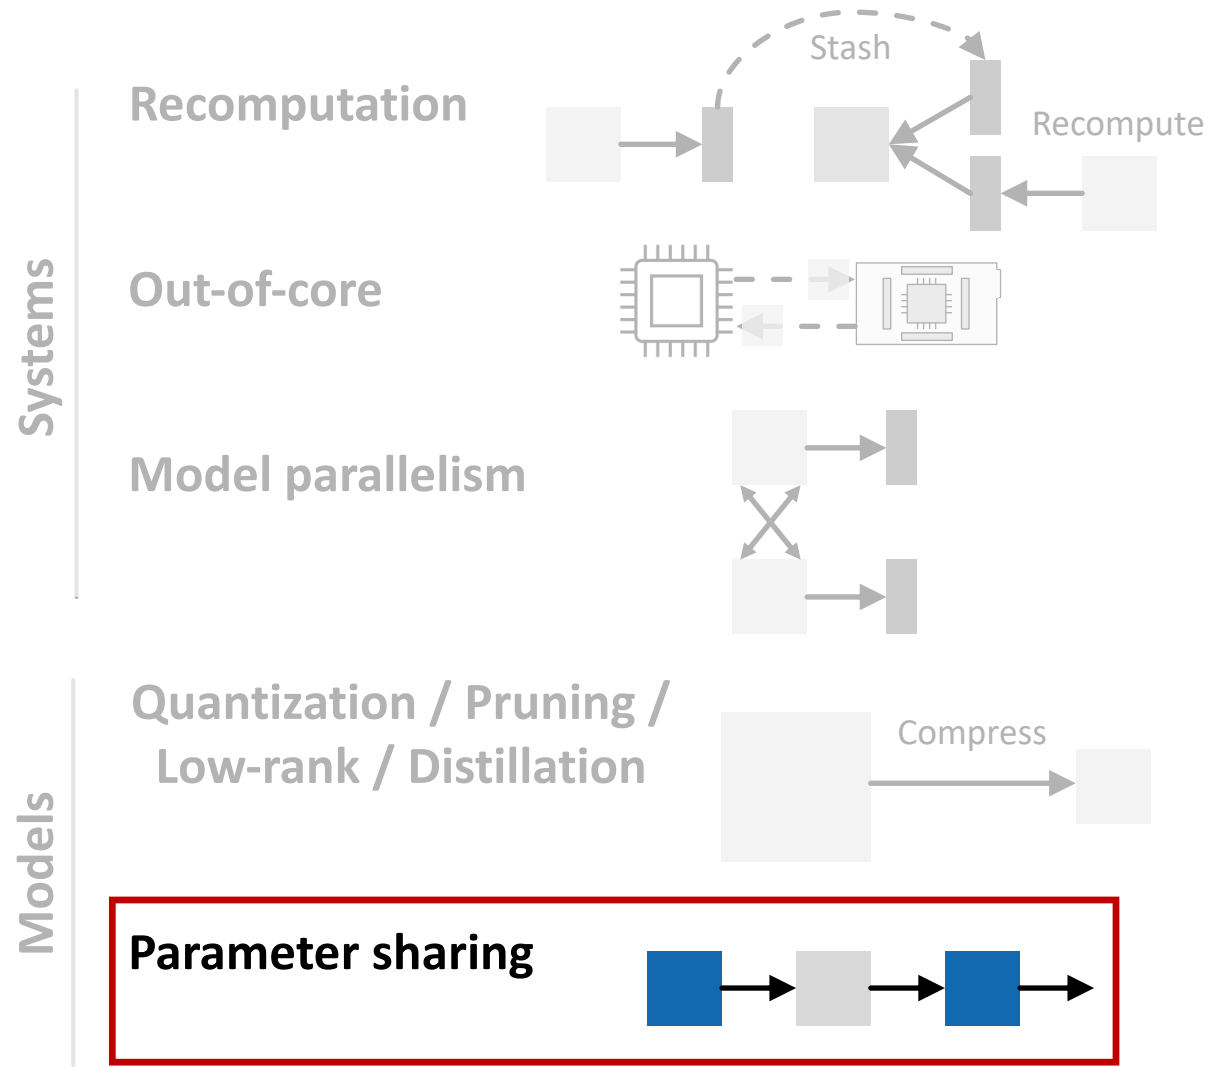 Systems
Recomputation
Stash
Recompute
Out-of-core
Model parallelism
Models
Quantization / Pruning /
Low-rank / Distillation
Compress
Parameter sharing